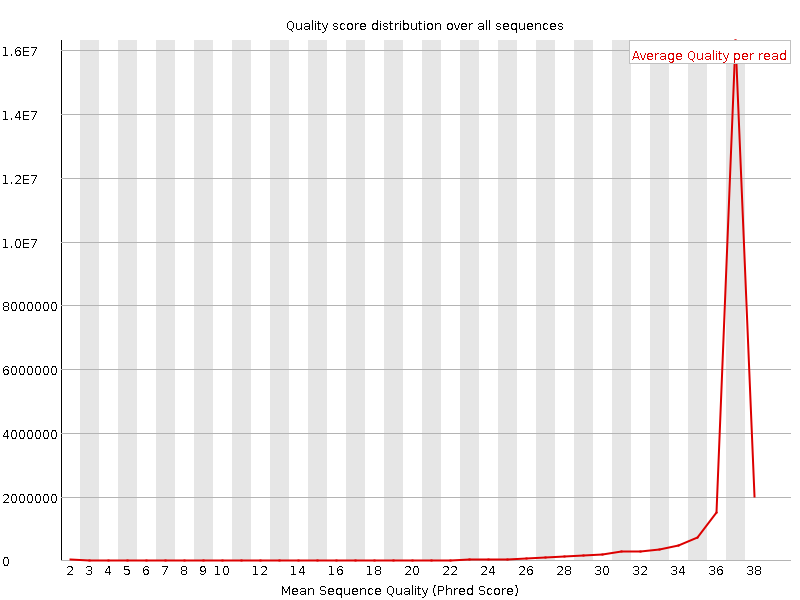 Quality score distribution over all sequences
Average Quality per read
1.6E7
1.4E7
1.2E7
1.0E7
8000000
6000000
4000000
2000000
0
2 3 4 5 6 7 8 9 10 12 14 16 18 20 22 24 26 28 30 32 34 36 38
Mean Sequence Quality (Phred Score)